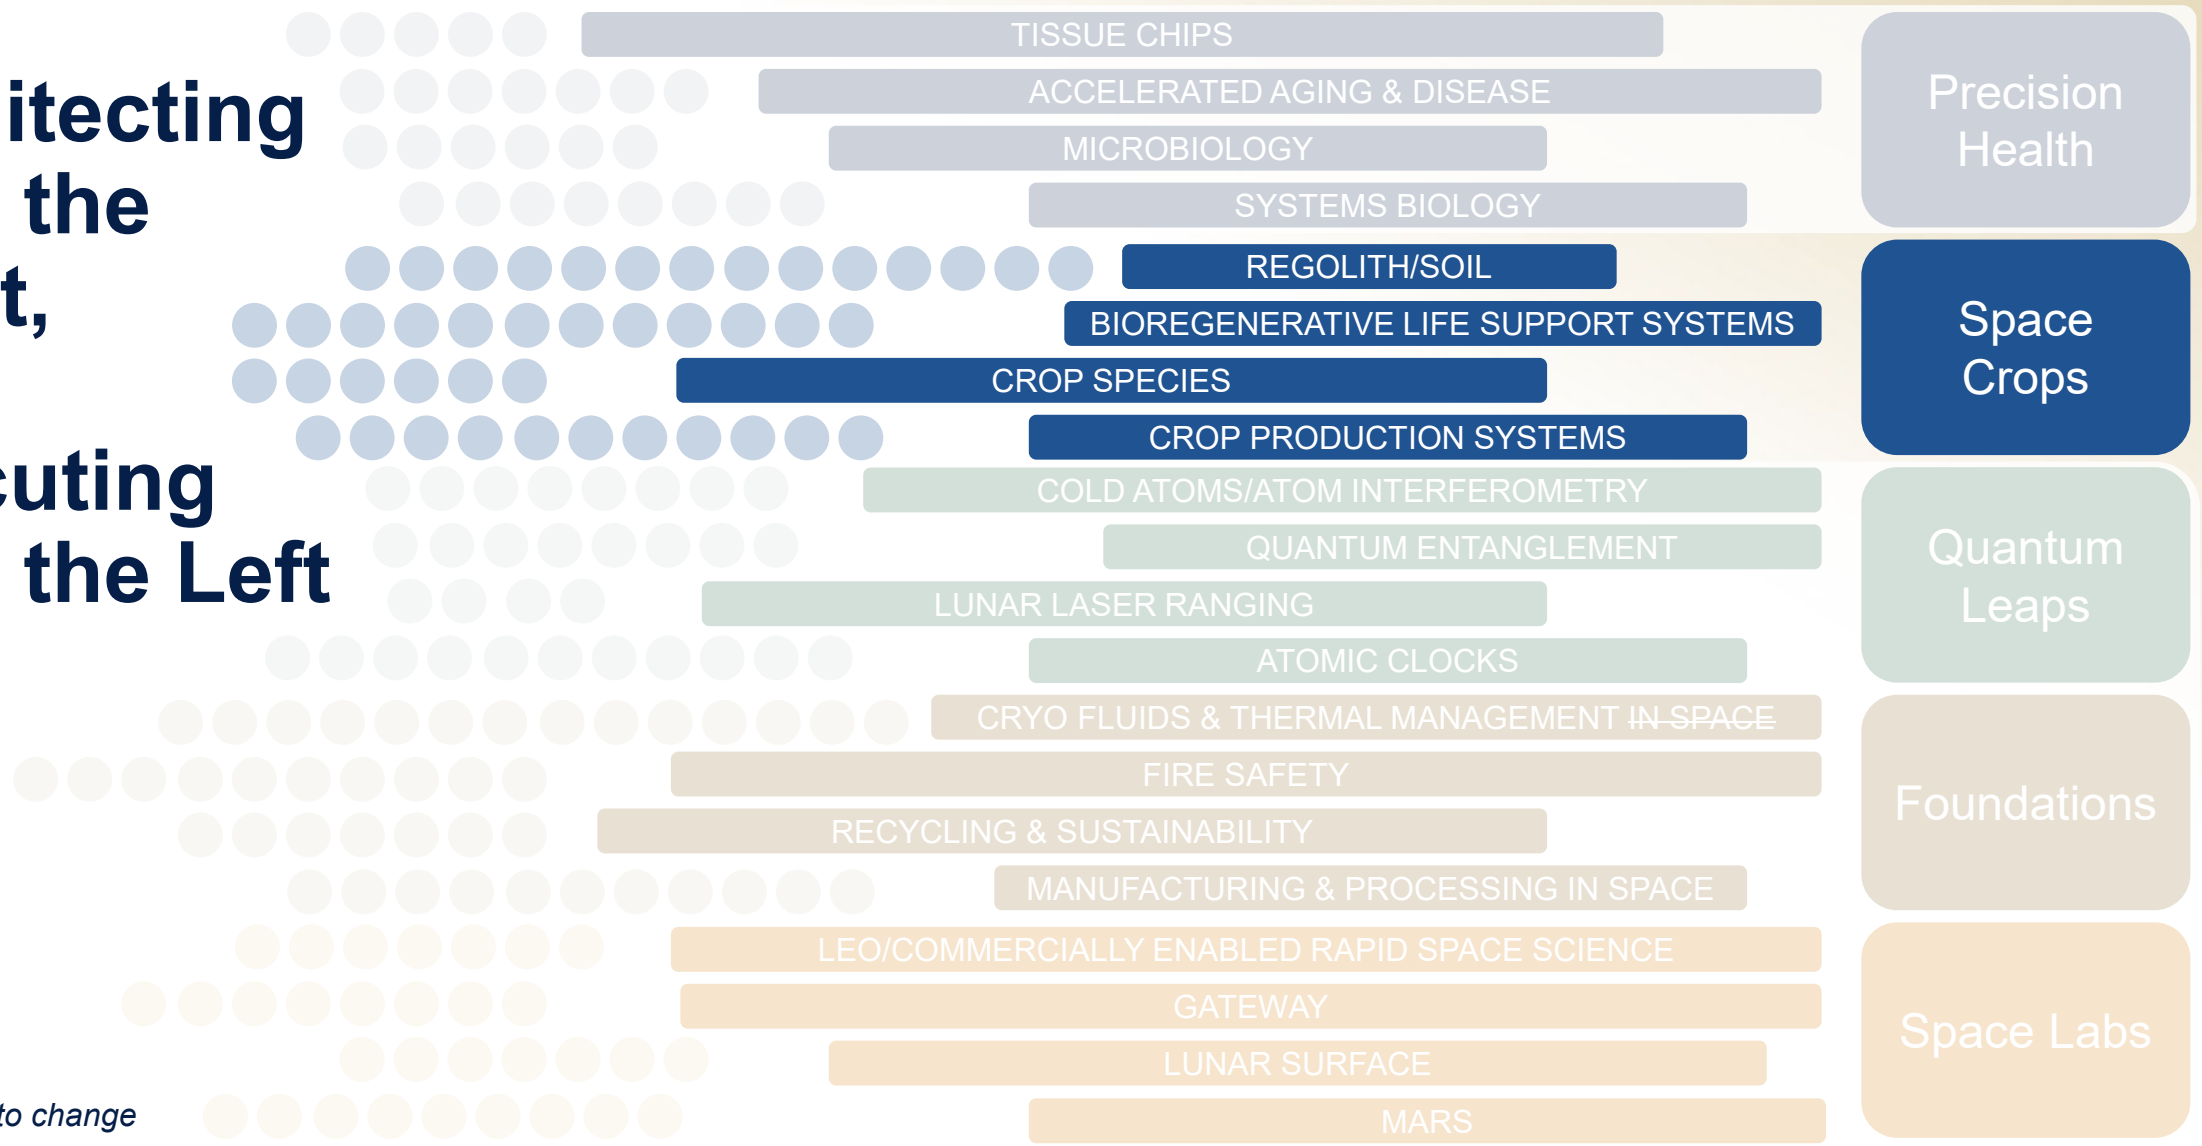 itecting
the
t,
cuting
the Left
to change
TISSUE CHIPS
ACCELERATED AGING & DISEASE
MICROBIOLOGY
SYSTEMS BIOLOGY
Precision
Health
REGOLITH/SOIL
BIOREGENERATIVE LIFE SUPPORT SYSTEMS
CROP SPECIES
CROP PRODUCTION SYSTEMS
Space
Crops
COLD ATOMS/ATOM INTERFEROMETRY
QUANTUM ENTANGLEMENT
LUNAR LASER RANGING
ATOMIC CLOCKS
Quantum
Leaps
CRYO FLUIDS & THERMAL MANAGEMENT IN SPACE
FIRE SAFETY
RECYCLING & SUSTAINABILITY
MANUFACTURING & PROCESSING IN SPACE
Foundations
LEO/COMMERCIALLY ENABLED RAPID SPACE SCIENCE
GATEWAY
LUNAR SURFACE
MARS
Space Labs